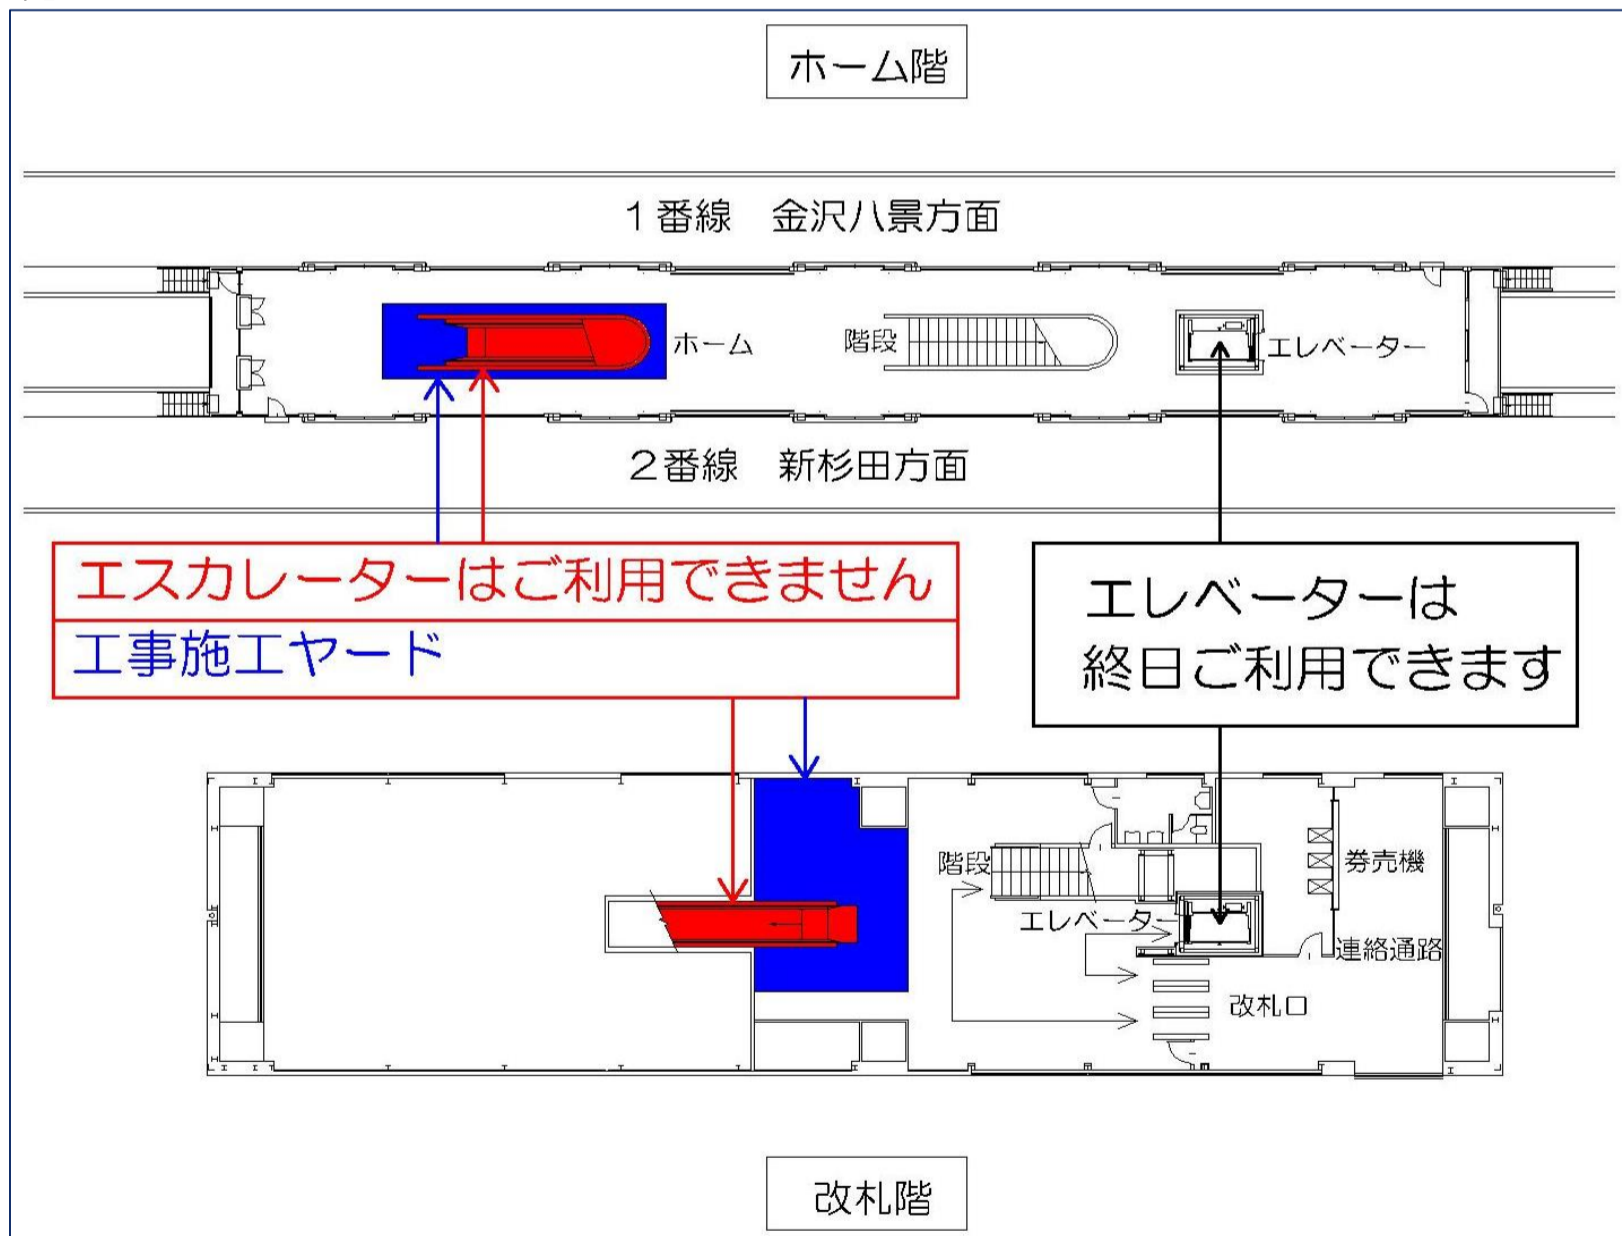 ホーム階
１番線　金沢八景方面
ホーム
階段
エレベーター
２番線　新杉田方面
エスカレーターはご利用できません
工事施工ヤード
エレベーターは
終日ご利用できます
階段
券売機
エレベーター
連絡通路
改札口
改札階